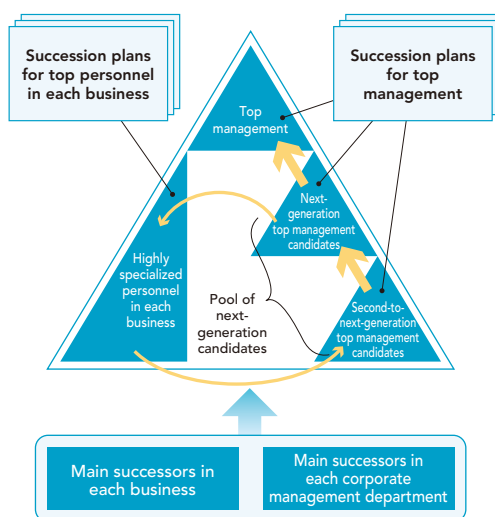 Succession plans
for top personnel
in each business
Succession plans
for top
management
Top
management
Next-
generation
top management
candidates
Highly
specialized
personnel
in each
business
Pool of
next-
generation
candidates
Second-to-
next-generation
top management
candidates
Main successors in
each business
Main successors in
each corporate
management department